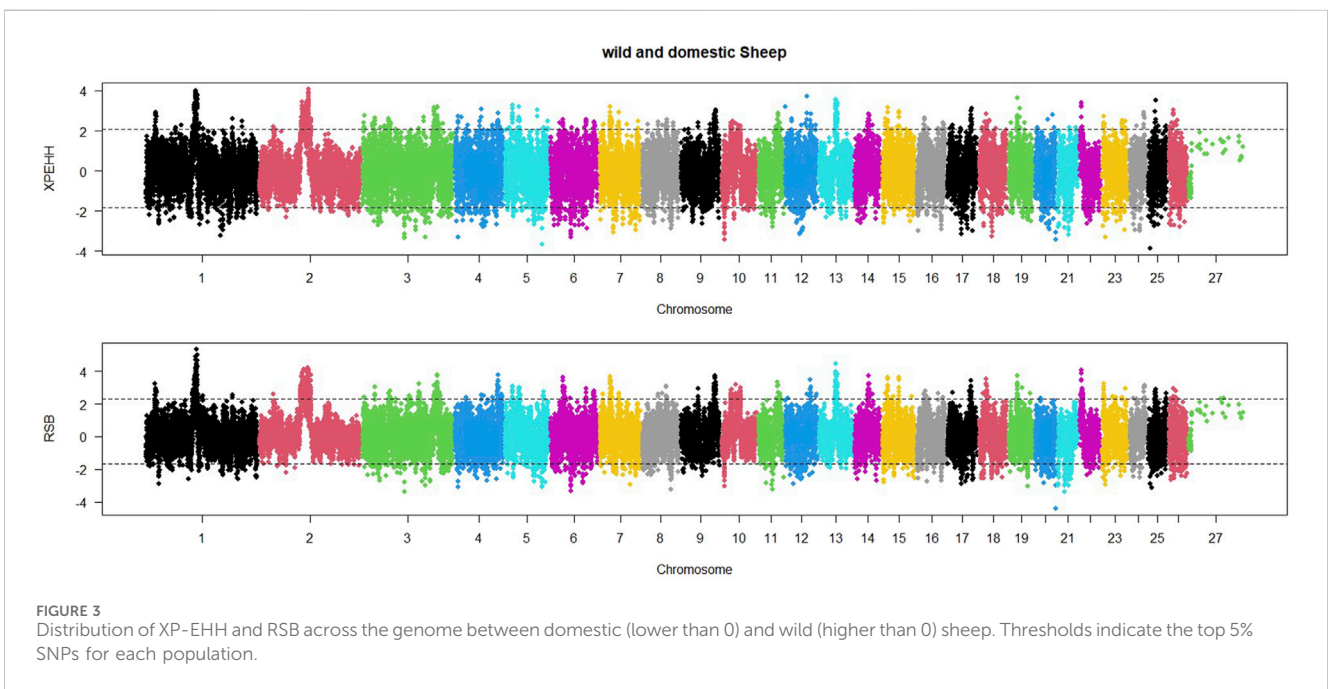 wild and domestic Sheep
4
2
0
-2
-4
XPEHH
1 2 3 4 5 6 7 8 9 10 11 12 13 14 15 16 17 18 19 21 23 25 27
Chromosome
4
2
0
-2
-4
RSB
1 2 3 4 5 6 7 8 9 10 11 12 13 14 15 16 17 18 19 21 23 25 27
Chromosome
FIGURE 3
Distribution of XP-EHH and RSB across the genome between domestic (lower than 0) and wild (higher than 0) sheep. Thresholds indicate the top 5%
SNPs for each population.